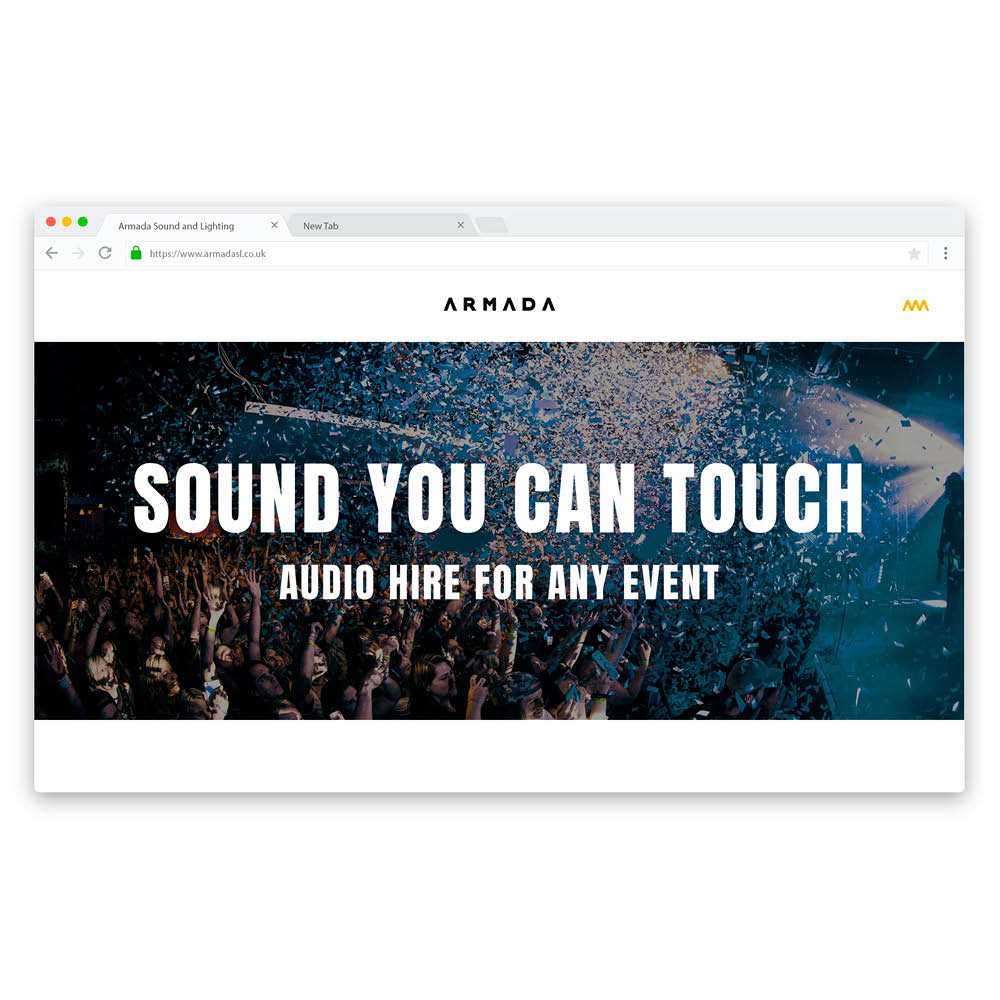 Armada Sound and Lighting
New Tab
https://www.armadasl.co.uk
ARMADA
SOUND YOU CAN TOUCH
AUDIO HIRE FOR ANY EVENT